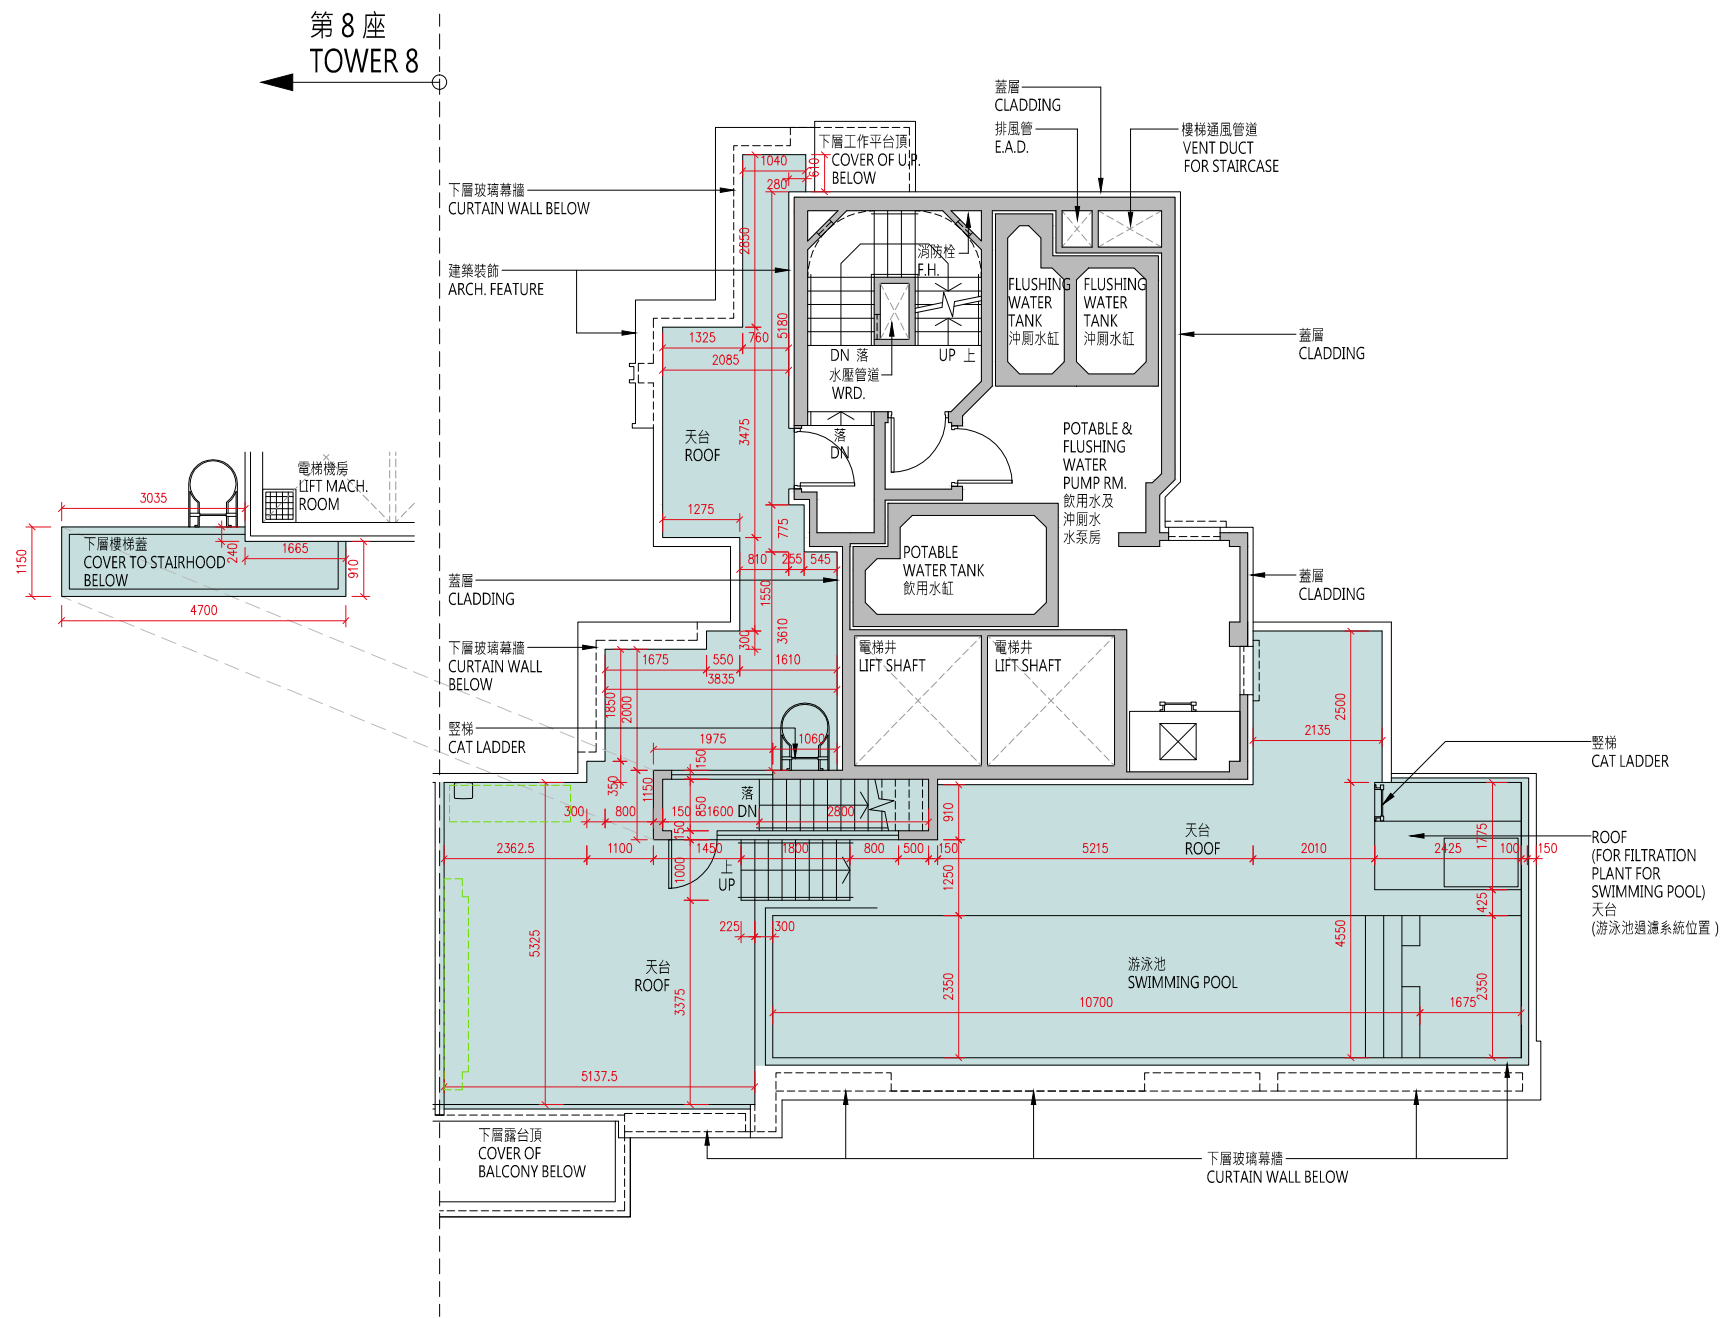 第 8 座
TOWER 8
蓋層
CLADDING
排風管
E.A.D.
樓梯通風管道
VENT DUCT
FOR STAIRCASE
下層工作平台頂
COVER OF U.P.
BELOW
1040
610
280
下層玻璃幕牆
CURTAIN WALL BELOW
2850
消防栓
F.H.
建築裝飾
ARCH. FEATURE
FLUSHING
WATER
TANK
沖厠水缸
FLUSHING
WATER
TANK
沖厠水缸
5180
1325
760
2085
DN 落
UP 上
水壓管道
WRD.
蓋層
CLADDING
3475
天台
ROOF
落
DN
POTABLE &
FLUSHING
WATER
PUMP RM.
飲用水及
沖厠水
水泵房
電梯機房
LIFT MACH.
ROOM
3035
1150
下層樓梯蓋
COVER TO STAIRHOOD
BELOW
240
1665
910
4700
1275
775
810
255
545
1550
POTABLE
WATER TANK
飲用水缸
蓋層
CLADDING
蓋層
CLADDING
300
3610
下層玻璃幕牆
CURTAIN WALL
BELOW
1675
550
1610
3835
電梯井
LIFT SHAFT
電梯井
LIFT SHAFT
1850
2000
2500
2135
豎梯
CAT LADDER
1975
1060
150
豎梯
CAT LADDER
350
1150
850
落
DN
300
800
150
1600
2800
150
910
天台
ROOF
1775
ROOF
(FOR FILTRATION
PLANT FOR
SWIMMING POOL)
天台
(游泳池過濾系統位置 )
2362.5
1100
1450
1800
800
500
150
5215
2010
2425
100
150
1000
上
UP
1250
425
225
300
5325
4550
天台
ROOF
3375
2350
游泳池
SWIMMING POOL
2350
10700
1675
5137.5
下層露台頂
COVER OF
BALCONY BELOW
下層玻璃幕牆
CURTAIN WALL BELOW